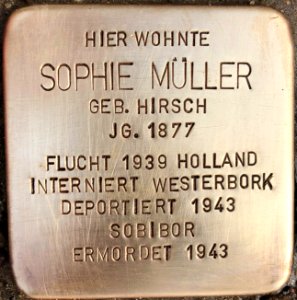 HIER WOHNTE
SOPHIE MÜLLER
GEB. HIRSCH
JG. 1877
FLUCHT 1939 HOLLAND
INTERNIERT WESTERBORK
DEPORTIERT 1943
SOBIBOR
ERMORDET 1943